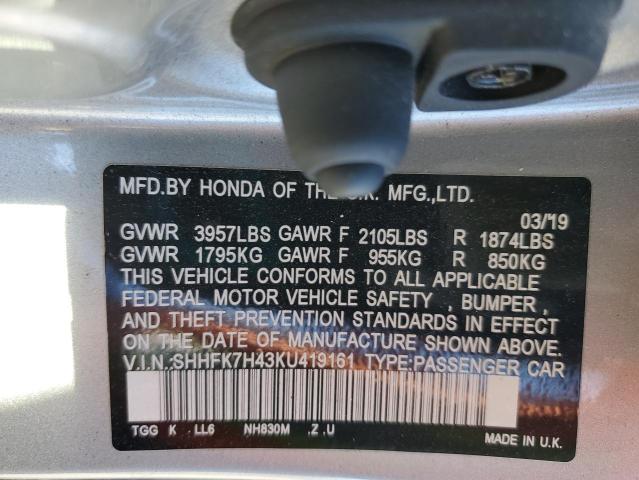 MFD.BY HONDA OF THE U.K. MFG.,LTD.
03/19
GVWR 3957LBS GAWR F 2105LBS R 1874LBS
GVWR 1795KG GAWR F 955KG R 850KG
THIS VEHICLE CONFORMS TO ALL APPLICABLE
FEDERAL MOTOR VEHICLE SAFETY , BUMPER ,
AND THEFT PREVENTION STANDARDS IN EFFECT
ON THE DATE OF MANUFACTURE SHOWN ABOVE.
V.I.N.:SHHFK7H43KU419161 TYPE:PASSENGER CAR
TGG K LL6 NH830M .Z .U
MADE IN U.K.